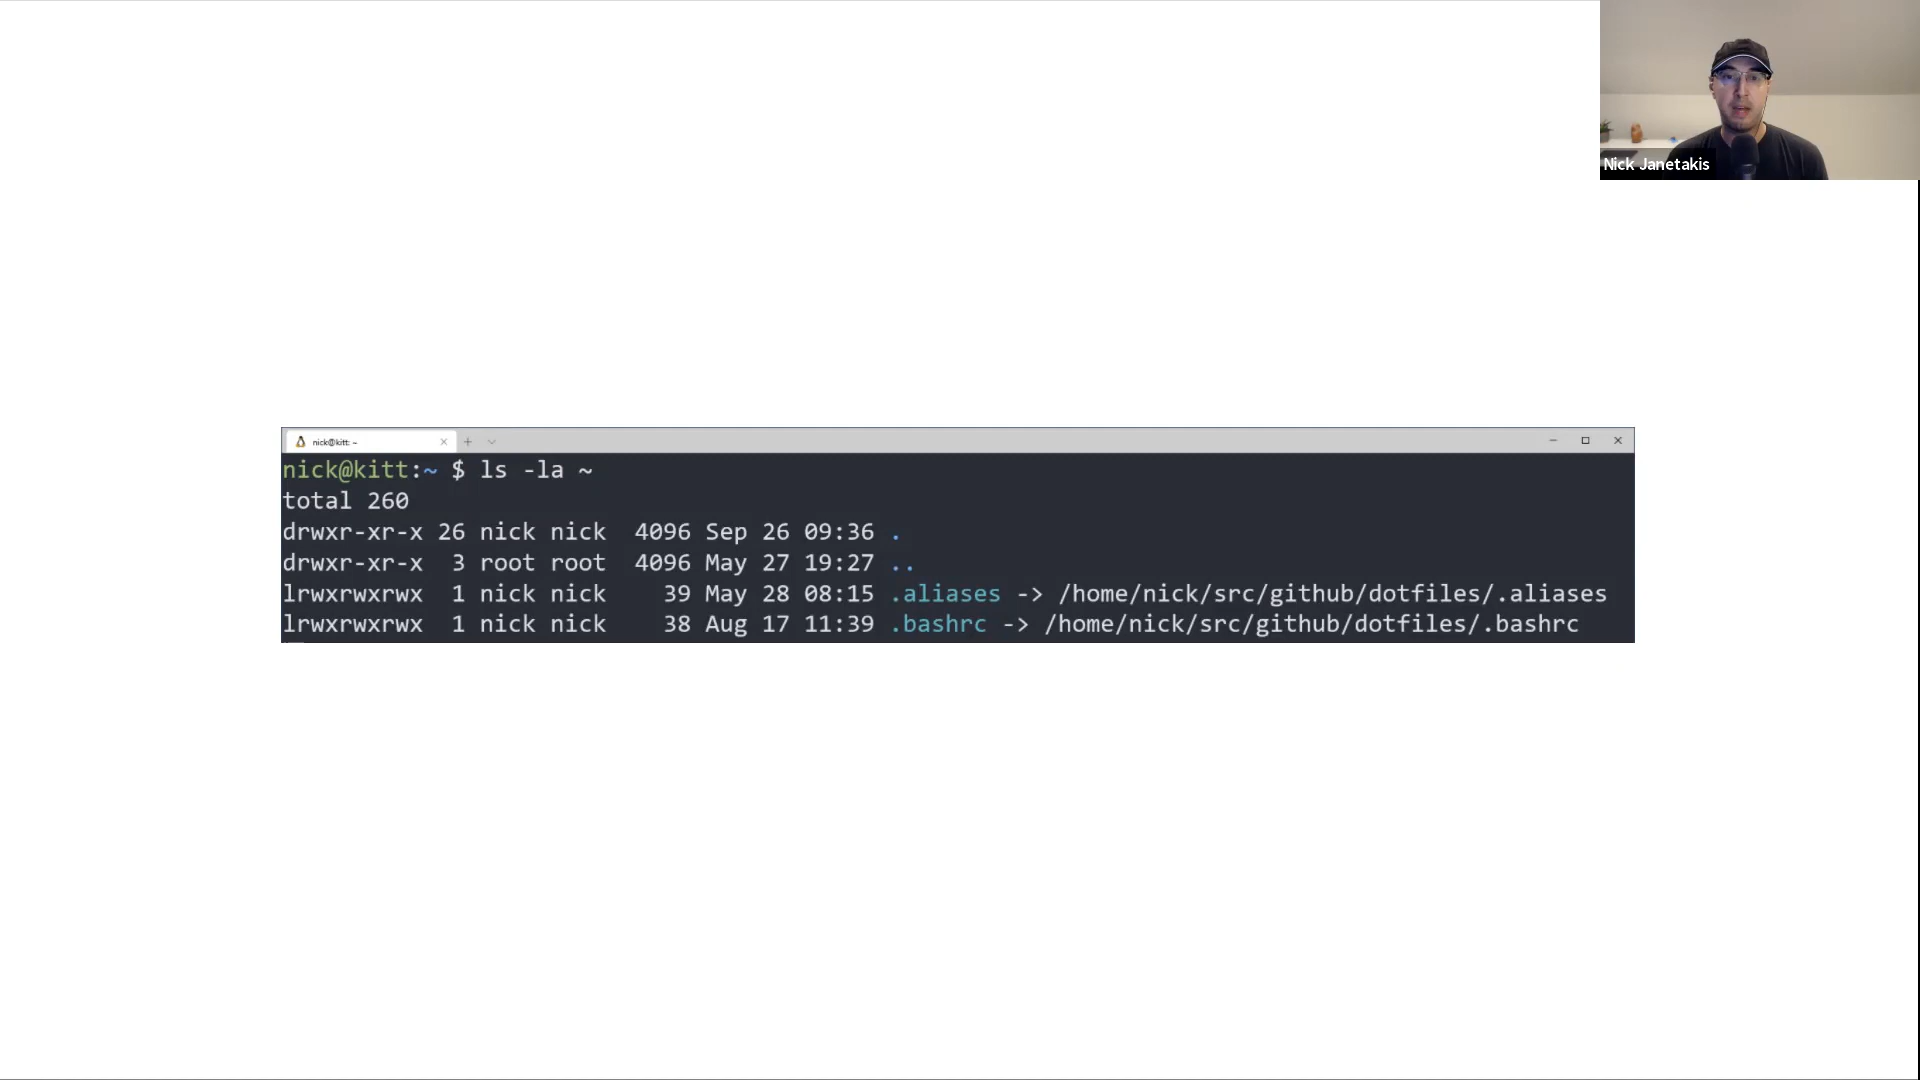 Nick Janetakis
nick@kitt: ~
nick@kitt:~ $ ls -la ~
total 260
drwxr-xr-x 26 nick nick  4096 Sep 26 09:36 .
drwxr-xr-x  3 root root  4096 May 27 19:27 ..
lrwxrwxrwx  1 nick nick    39 May 28 08:15 .aliases -> /home/nick/src/github/dotfiles/.aliases
lrwxrwxrwx  1 nick nick    38 Aug 17 11:39 .bashrc -> /home/nick/src/github/dotfiles/.bashrc